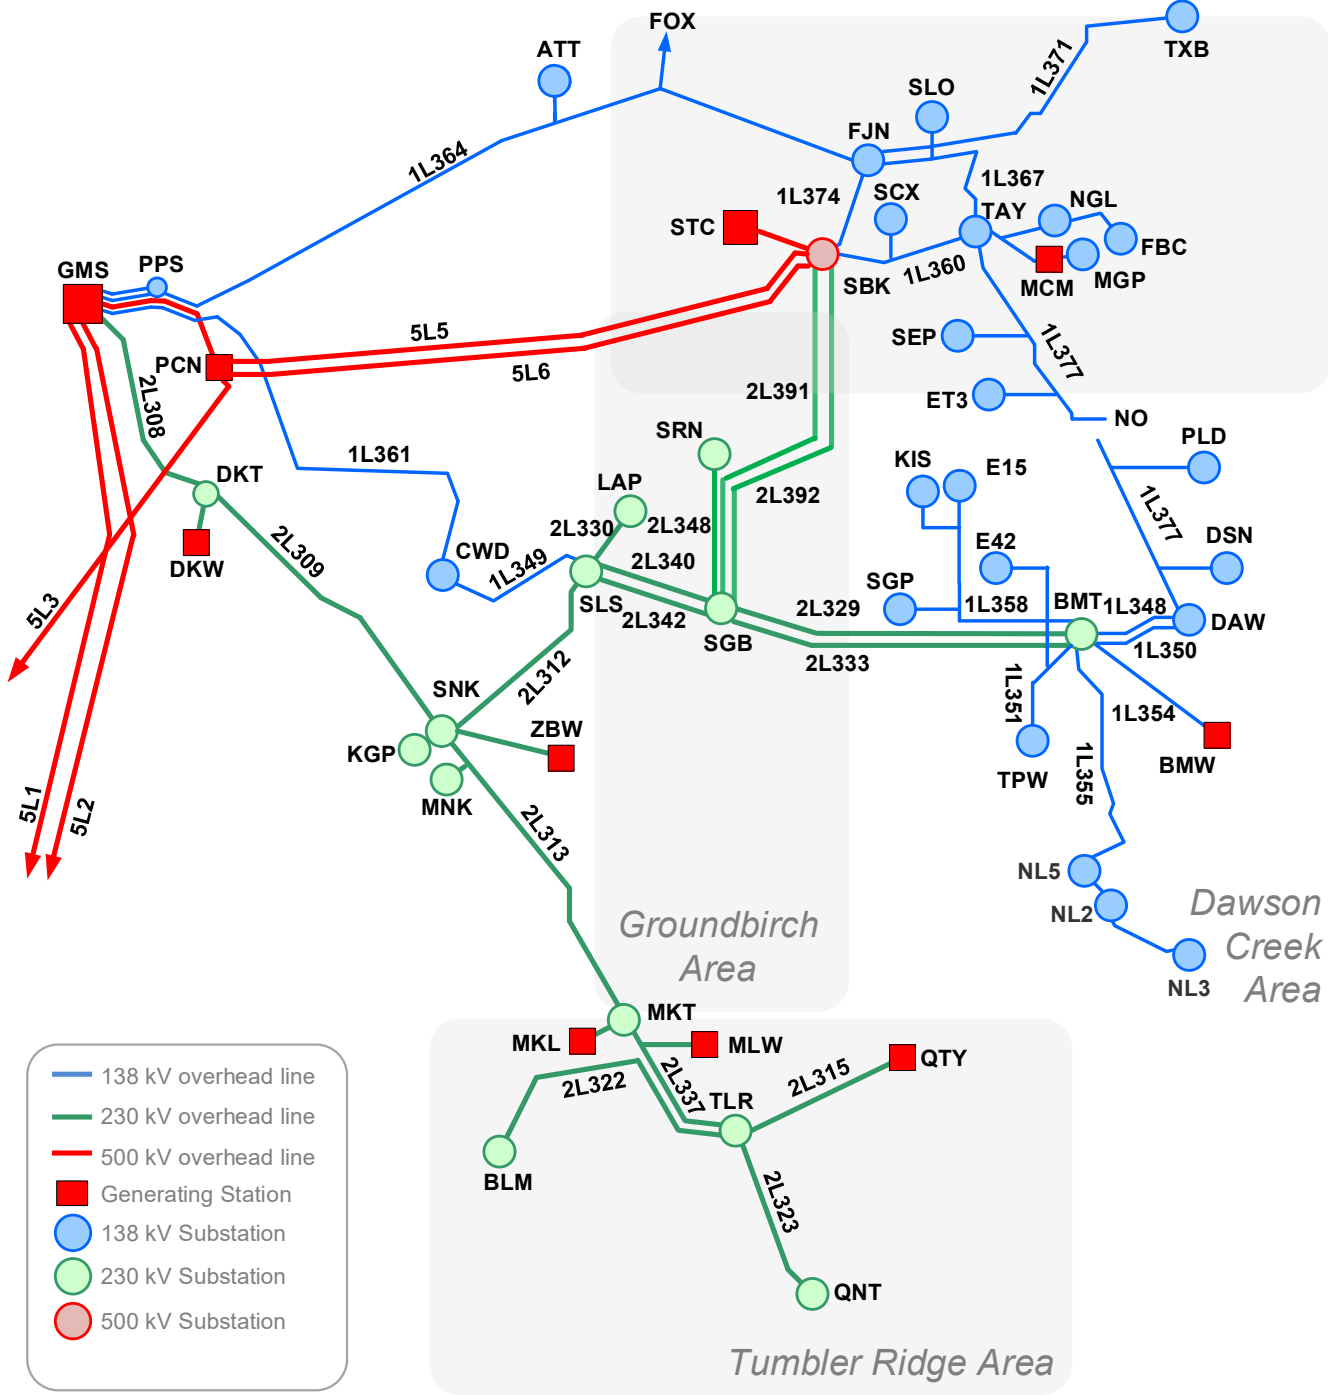 FOX
ATT
TXB
1L371
SLO
FJN
1L364
1L367
SCX
1L374
NGL
TAY
STC
FBC
PPS
GMS
1L360
MGP
SBK
MCM
5L5
SEP
1L377
PCN
5L6
2L391
ET3
2L308
NO
SRN
PLD
1L361
KIS
E15
DKT
LAP
2L392
1L377
2L330
2L348
DSN
E42
2L309
CWD
1L349
2L340
DKW
SGP
5L3
SLS
2L342
2L329
1L358
BMT
1L348
DAW
SGB
1L350
2L333
2L312
SNK
1L351
1L354
ZBW
KGP
BMW
1L355
TPW
5L1
5L2
MNK
2L313
NL5
NL2
Dawson
Creek
Area
Groundbirch
Area
NL3
MKT
MKL
MLW
QTY
2L322
2L337
2L315
TLR
BLM
2L323
QNT
Tumbler Ridge Area
138 kV overhead line
230 kV overhead line
500 kV overhead line
Generating Station
138 kV Substation
230 kV Substation
500 kV Substation